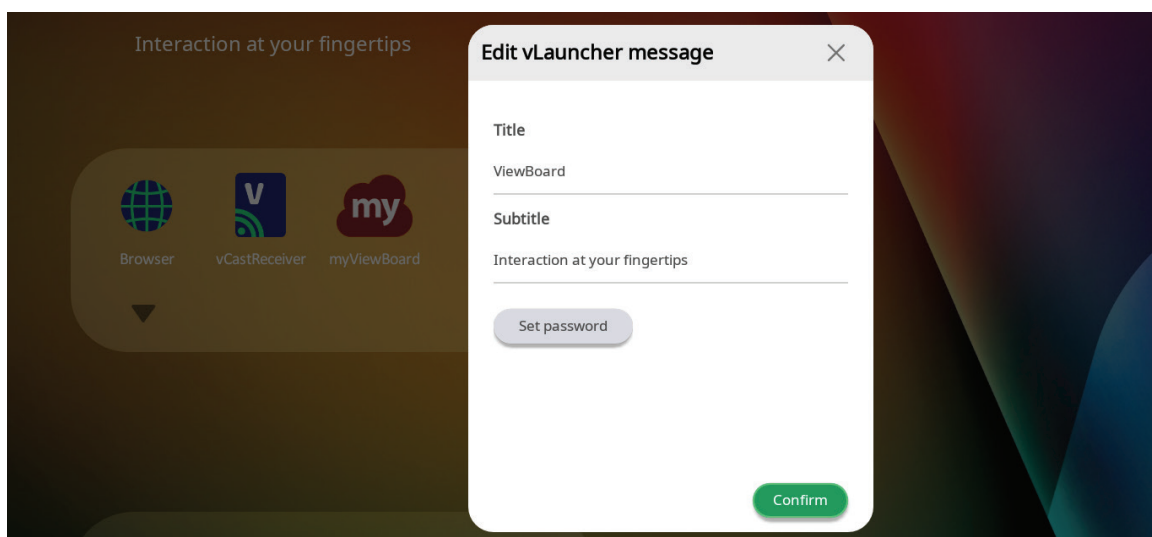 Interaction at your fingertips
Edit vLauncher message
Title
ViewBoard
Subtitle
Interaction at your fingertips
Set password
Confirm
V
my
Browser
vCastReceiver
myViewBoard